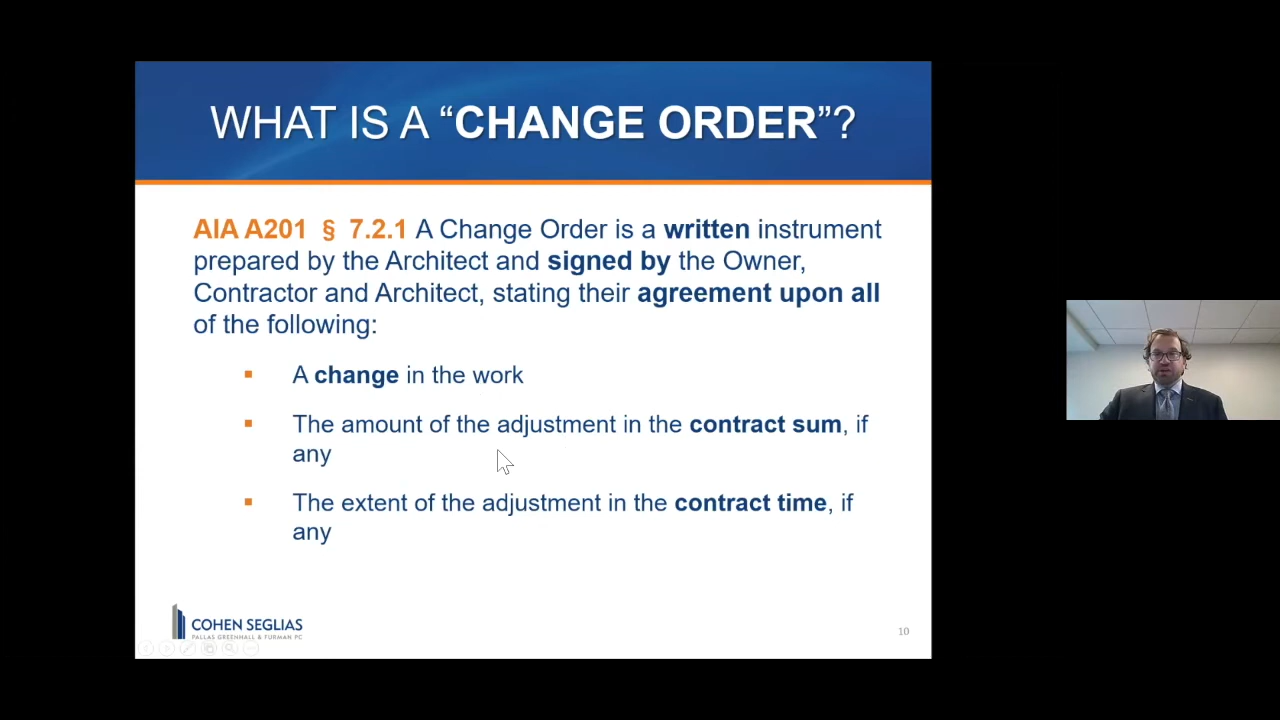 WHAT IS A “CHANGE ORDER”?
AIA A201 § 7.2.1 A Change Order is a written instrument
prepared by the Architect and signed by the Owner,
Contractor and Architect, stating their agreement upon all
of the following:
▪ A change in the work
▪ The amount of the adjustment in the contract sum, if
any
▪ The extent of the adjustment in the contract time, if
any
COHEN SEGLIAS
PALLAS GREENHALL & FURMAN PC
10